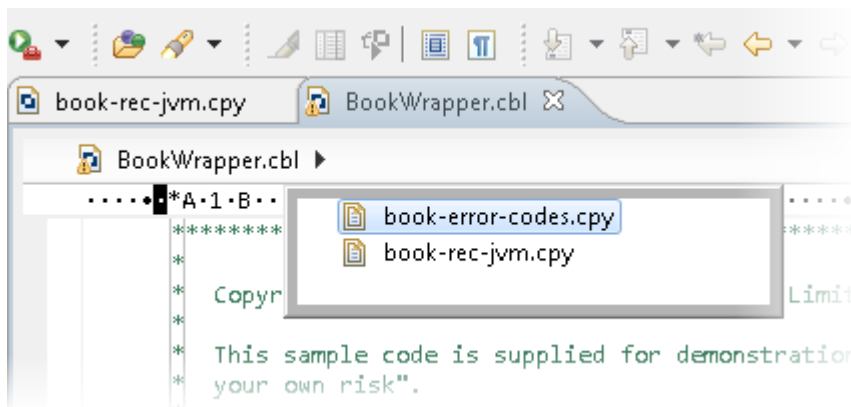 book-rec-jvm.cpy BookWrapper.cbl
BookWrapper.cbl
*A·1·B··
book-error-codes.cpy
book-rec-jvm.cpy
********
*
* Copyr
*
* This sample code is supplied for demonstration
* your own risk".